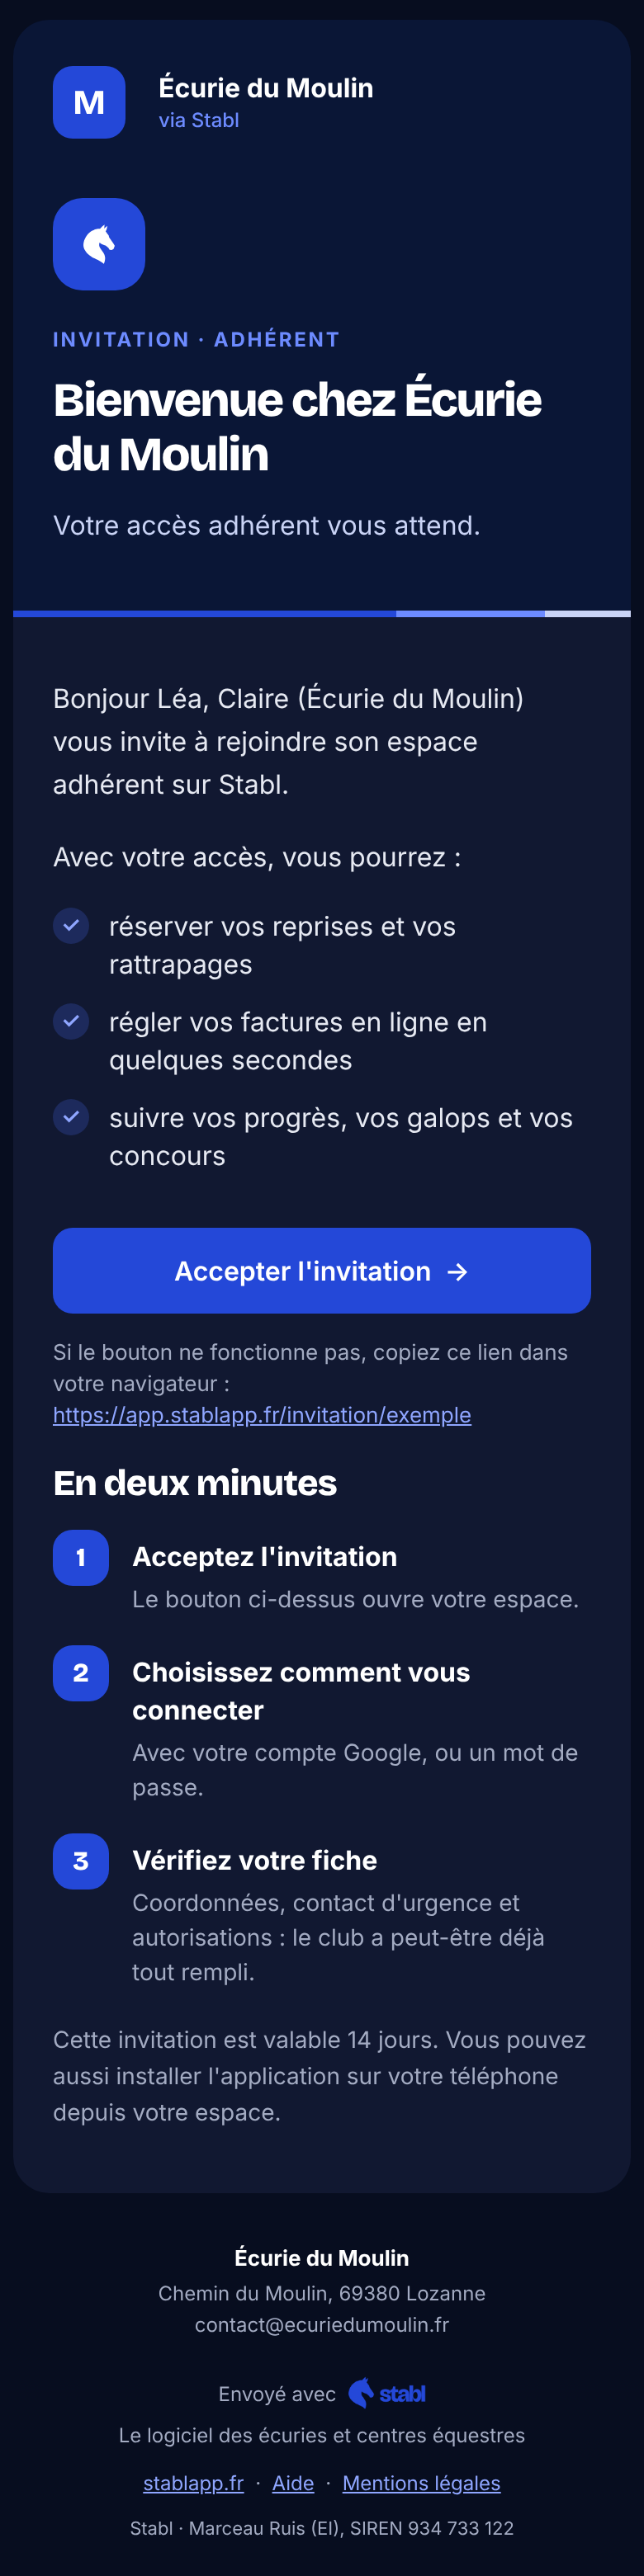 M
Écurie du Moulin
via Stabl
INVITATION · ADHÉRENT
Bienvenue chez Écurie
du Moulin
Votre accès adhérent vous attend.
Bonjour Léa, Claire (Écurie du Moulin)
vous invite à rejoindre son espace
adhérent sur Stabl.
Avec votre accès, vous pourrez :
réserver vos reprises et vos
rattrapages
régler vos factures en ligne en
quelques secondes
suivre vos progrès, vos galops et vos
concours
Accepter l'invitation →
Si le bouton ne fonctionne pas, copiez ce lien dans
votre navigateur :
https://app.stablapp.fr/invitation/exemple
En deux minutes
1
Acceptez l'invitation
Le bouton ci-dessus ouvre votre espace.
2
Choisissez comment vous
connecter
Avec votre compte Google, ou un mot de
passe.
3
Vérifiez votre fiche
Coordonnées, contact d'urgence et
autorisations : le club a peut-être déjà
tout rempli.
Cette invitation est valable 14 jours. Vous pouvez
aussi installer l'application sur votre téléphone
depuis votre espace.
Écurie du Moulin
Chemin du Moulin, 69380 Lozanne
contact@ecuriedumoulin.fr
Envoyé avec stabl
Le logiciel des écuries et centres équestres
stablapp.fr · Aide · Mentions légales
Stabl · Marceau Ruis (EI), SIREN 934 733 122